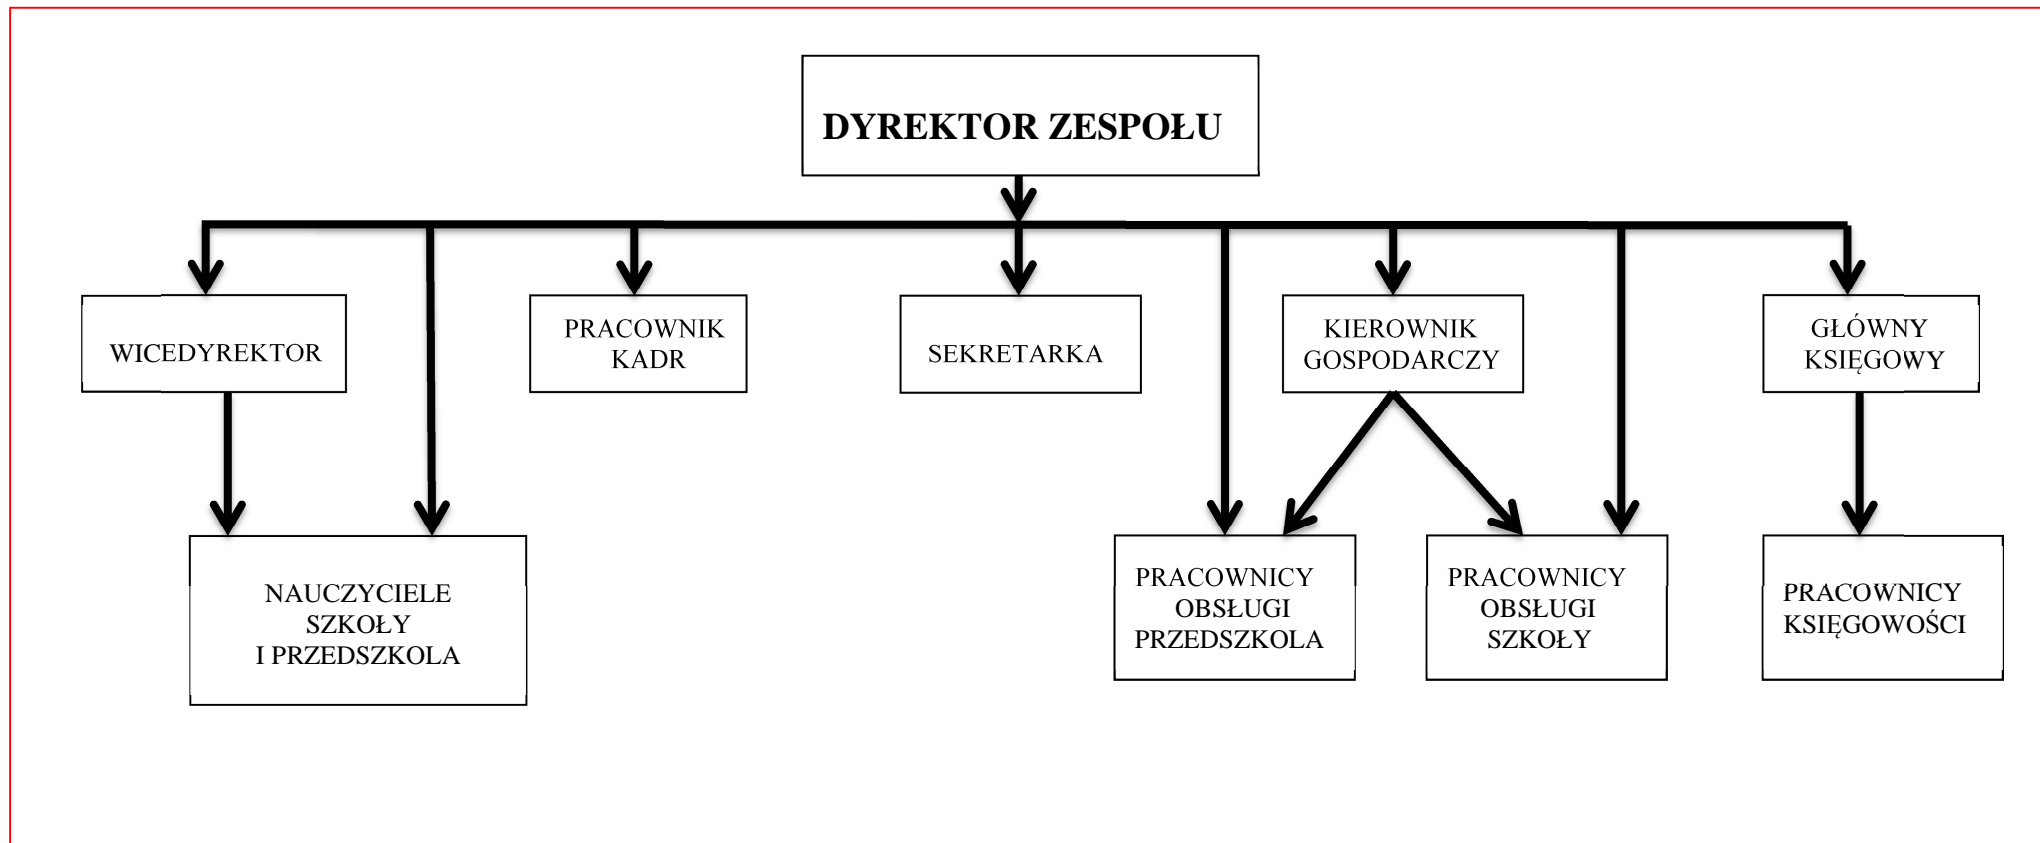 DYREKTOR ZESPOŁU
WICEDYREKTOR
PRACOWNIK
KADR
SEKRETARKA
KIEROWNIK
GOSPODARCZY
GŁÓWNY
KSIĘGOWY
NAUCZYCIELE
SZKOŁY
I PRZEDSZKOLA
PRACOWNICY
OBSŁUGI
PRZEDSZKOLA
PRACOWNICY
OBSŁUGI
SZKOŁY
PRACOWNICY
KSIĘGOWOŚCI